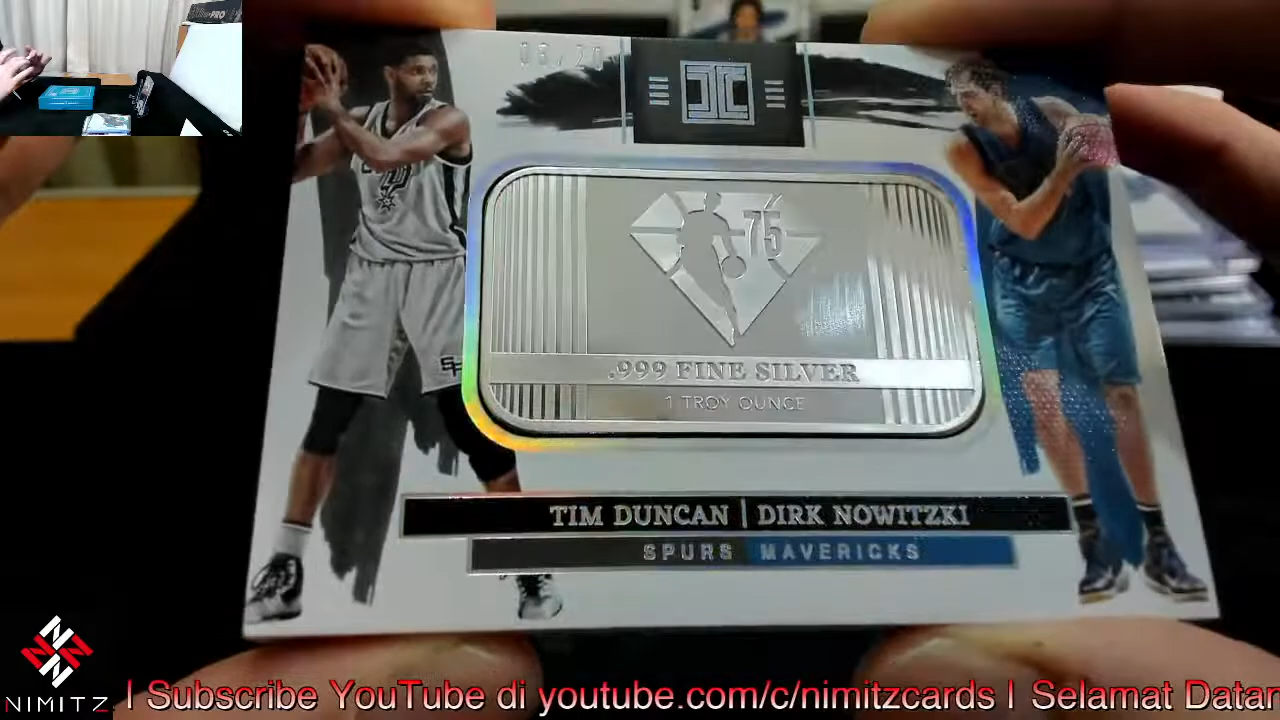 75
.999 FINE SILVER
1 TROY OUNCE
TIM DUNCAN | DIRK NOWITZKI
SPURS MAVERICKS
NIMITZ
| Subscribe YouTube di youtube.com/c/nimitzcards | Selamat Datan